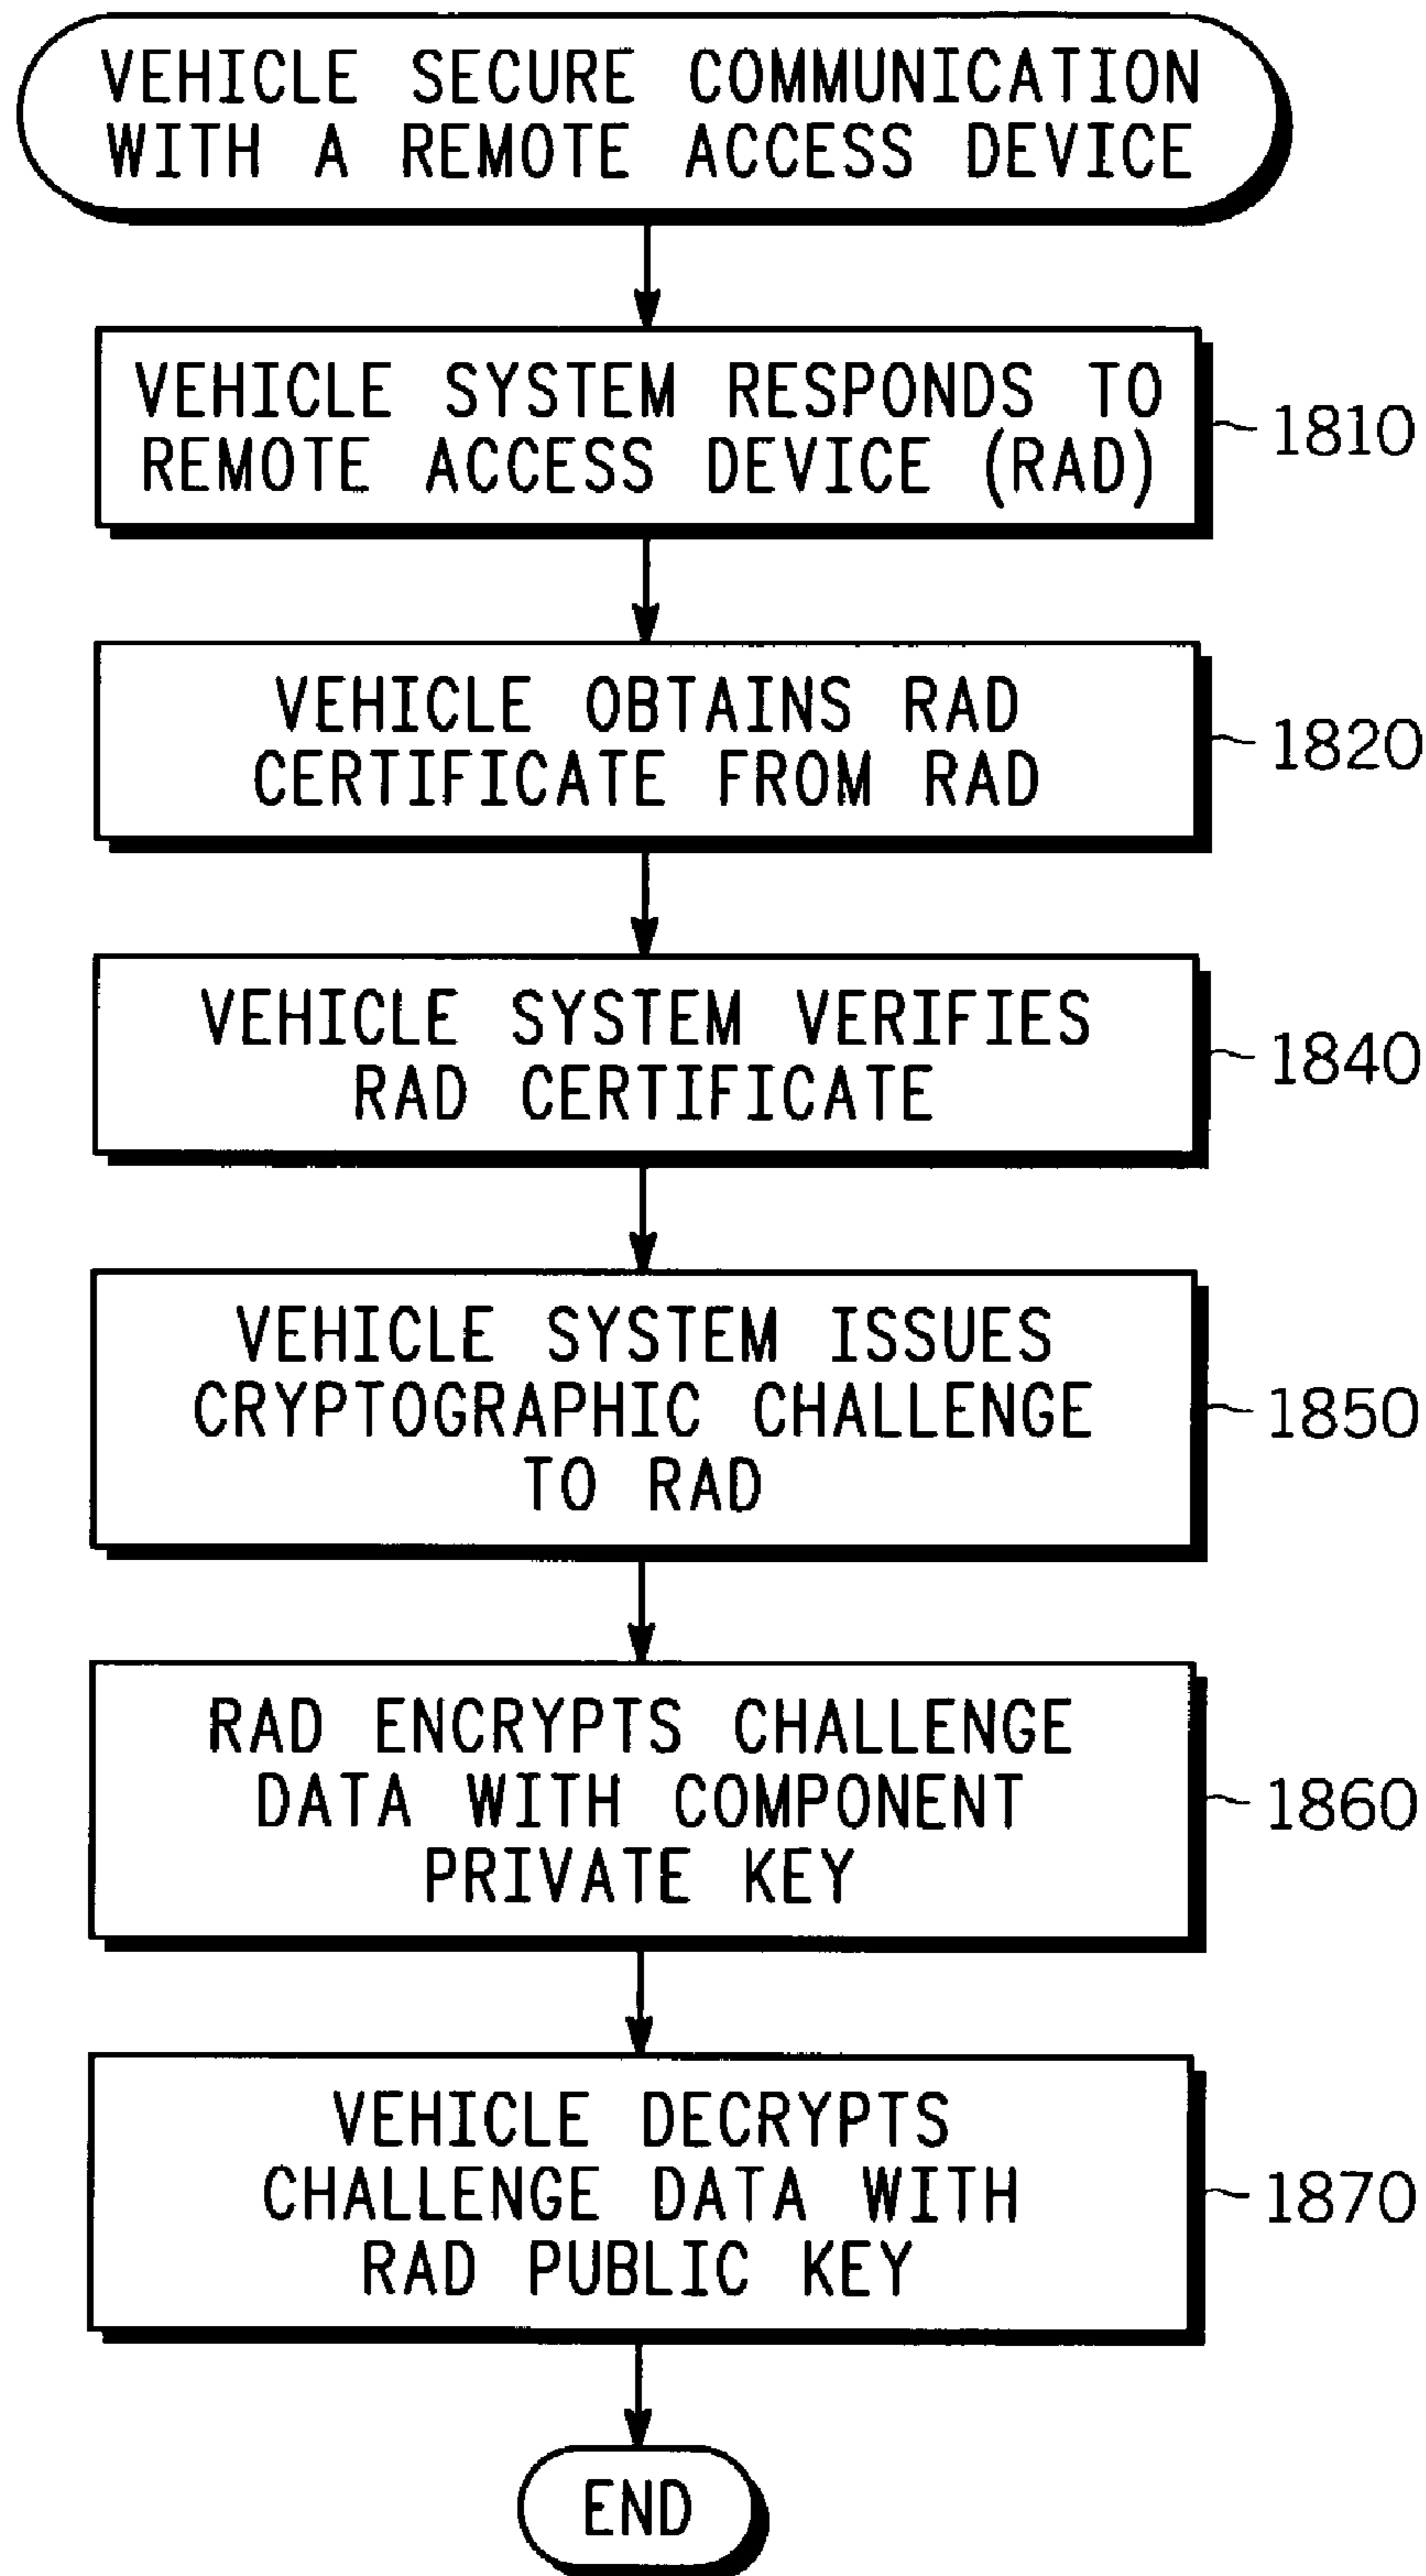 VEHICLE SECURE COMMUNICATION
WITH A REMOTE ACCESS DEVICE
VEHICLE SYSTEM RESPONDS TO
REMOTE ACCESS DEVICE (RAD)
1810
VEHICLE OBTAINS RAD
CERTIFICATE FROM RAD
1820
VEHICLE SYSTEM VERIFIES
RAD CERTIFICATE
1840
VEHICLE SYSTEM ISSUES
CRYPTOGRAPHIC CHALLENGE
TO RAD
1850
RAD ENCRYPTS CHALLENGE
DATA WITH COMPONENT
PRIVATE KEY
1860
VEHICLE DECRYPTS
CHALLENGE DATA WITH
RAD PUBLIC KEY
1870
END